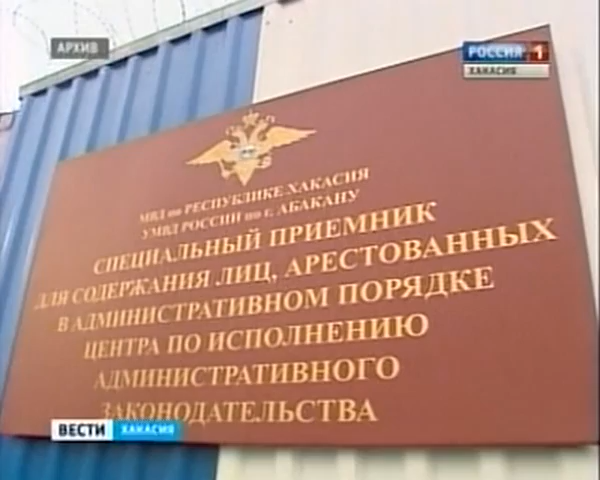 АРХИВ
РОССИЯ 1
ХАКАСИЯ
МВД по РЕСПУБЛИКЕ ХАКАСИЯ
УМВД РОССИИ по г. АБАКАНУ
СПЕЦИАЛЬНЫЙ ПРИЕМНИК
ДЛЯ СОДЕРЖАНИЯ ЛИЦ, АРЕСТОВАННЫХ
В АДМИНИСТРАТИВНОМ ПОРЯДКЕ
ЦЕНТРА ПО ИСПОЛНЕНИЮ
АДМИНИСТРАТИВНОГО
ЗАКОНОДАТЕЛЬСТВА
ВЕСТИ ХАКАСИЯ